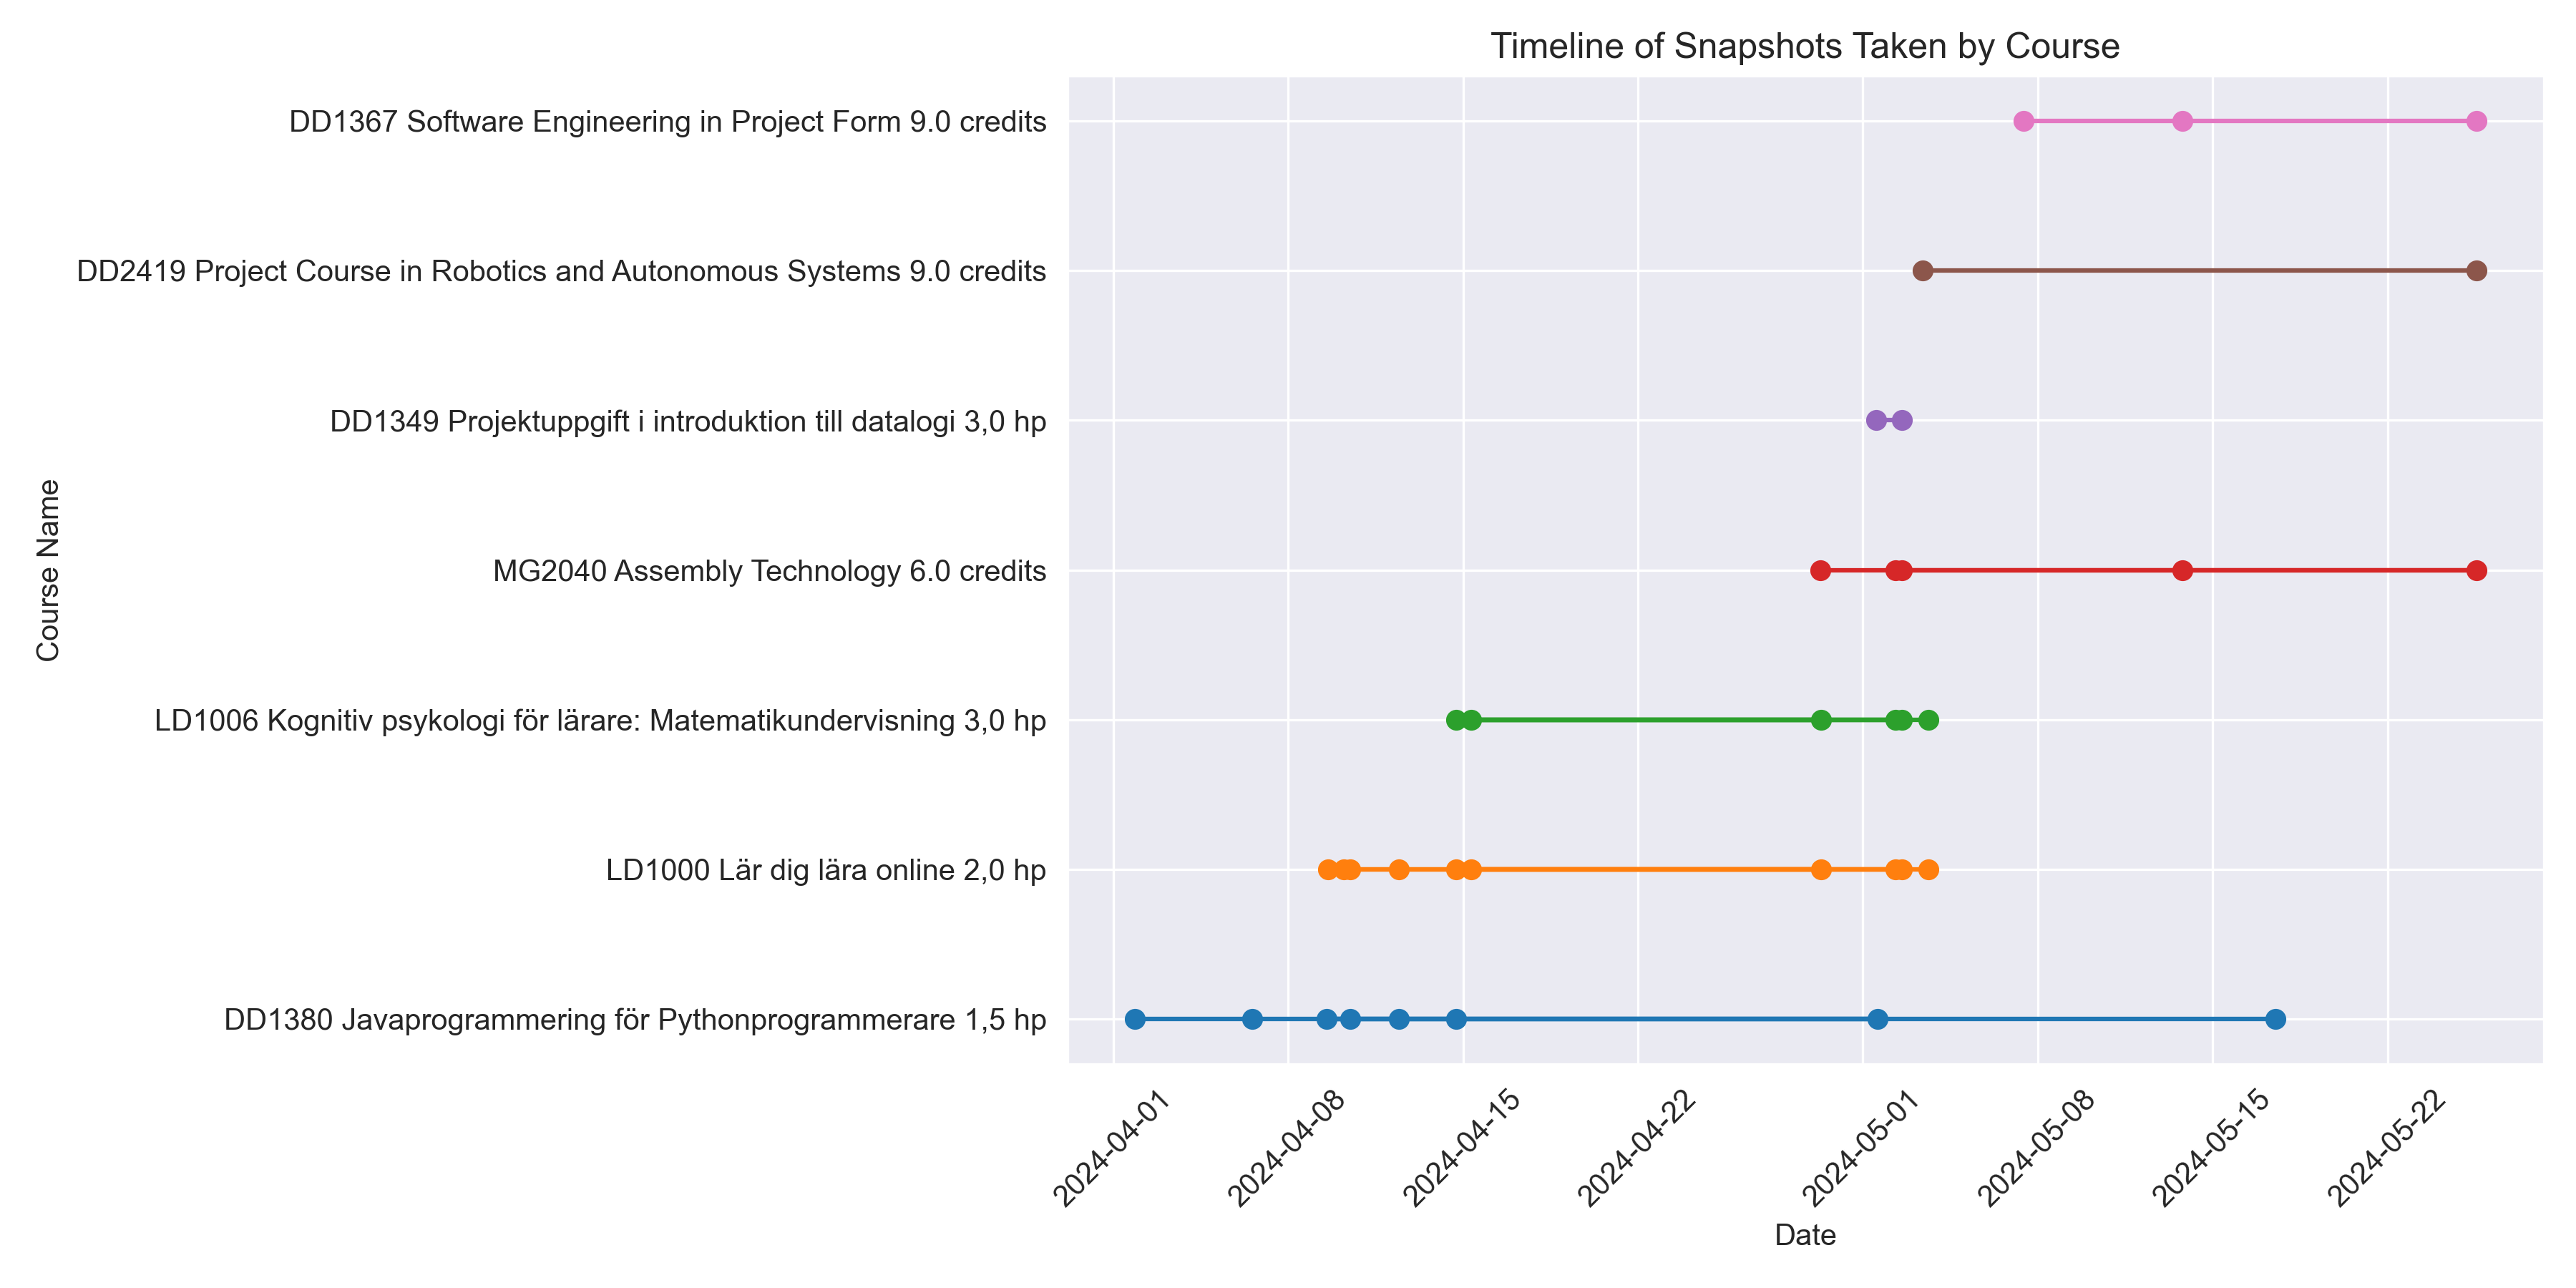 Timeline of Snapshots Taken by Course
DD1367 Software Engineering in Project Form 9.0 credits
DD2419 Project Course in Robotics and Autonomous Systems 9.0 credits
DD1349 Projektuppgift i introduktion till datalogi 3,0 hp
MG2040 Assembly Technology 6.0 credits
LD1006 Kognitiv psykologi för lärare: Matematikundervisning 3,0 hp
LD1000 Lär dig lära online 2,0 hp
DD1380 Javaprogrammering för Pythonprogrammerare 1,5 hp
Course Name
2024-04-01
2024-04-08
2024-04-15
2024-04-22
2024-05-01
2024-05-08
2024-05-15
2024-05-22
Date